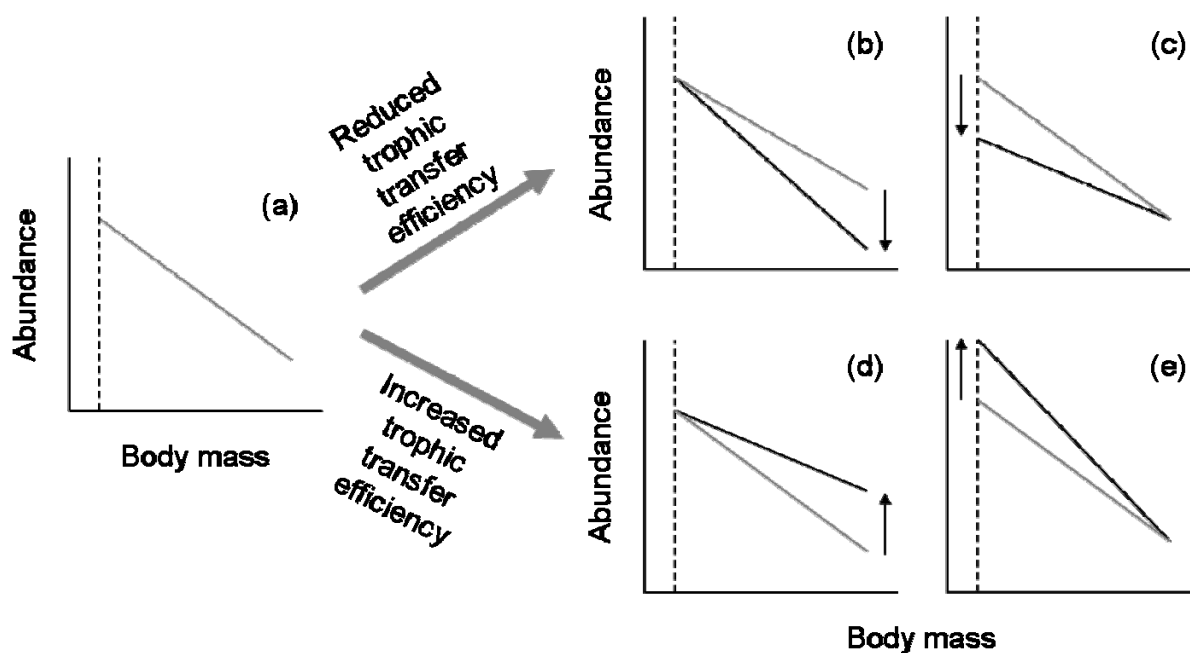 (a)
Abundance
Body mass
Reduced
trophic
transfer
efficiency
Increased
trophic
transfer
efficiency
(b)
Abundance
(c)
(d)
Abundance
(e)
Body mass